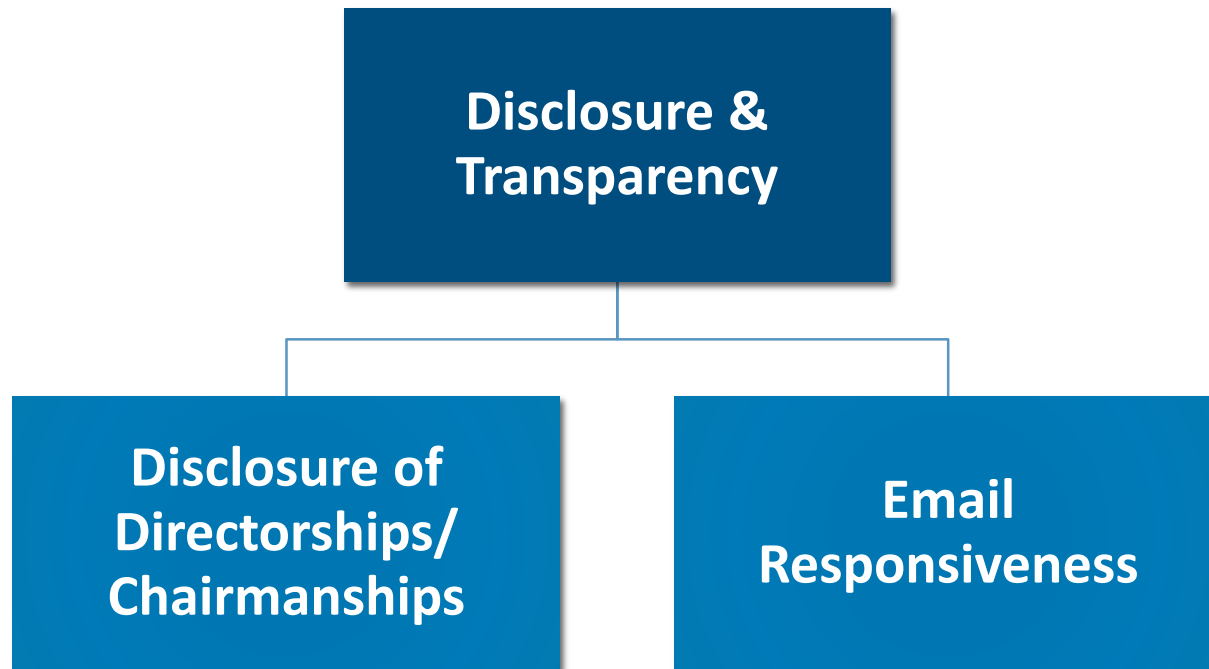 Disclosure &
Transparency
Disclosure of
Directorships/
Chairmanships
Email
Responsiveness